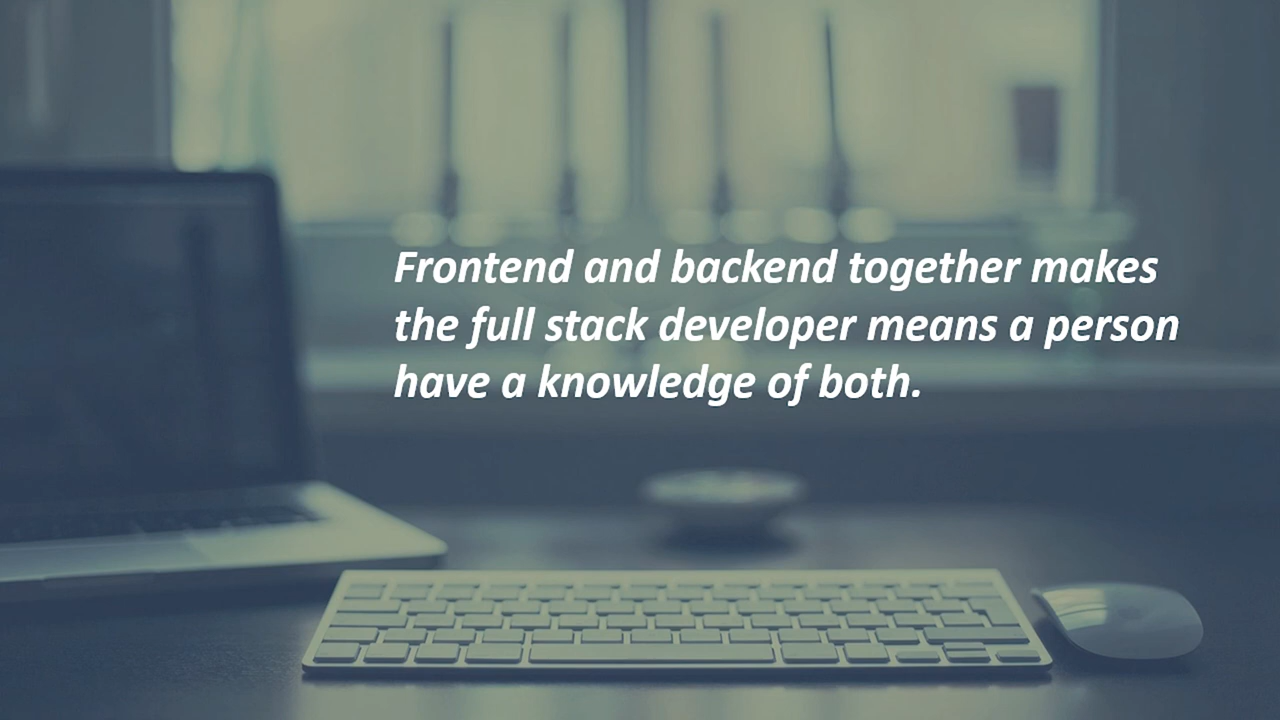 Frontend and backend together makes
the full stack developer means a person
have a knowledge of both.